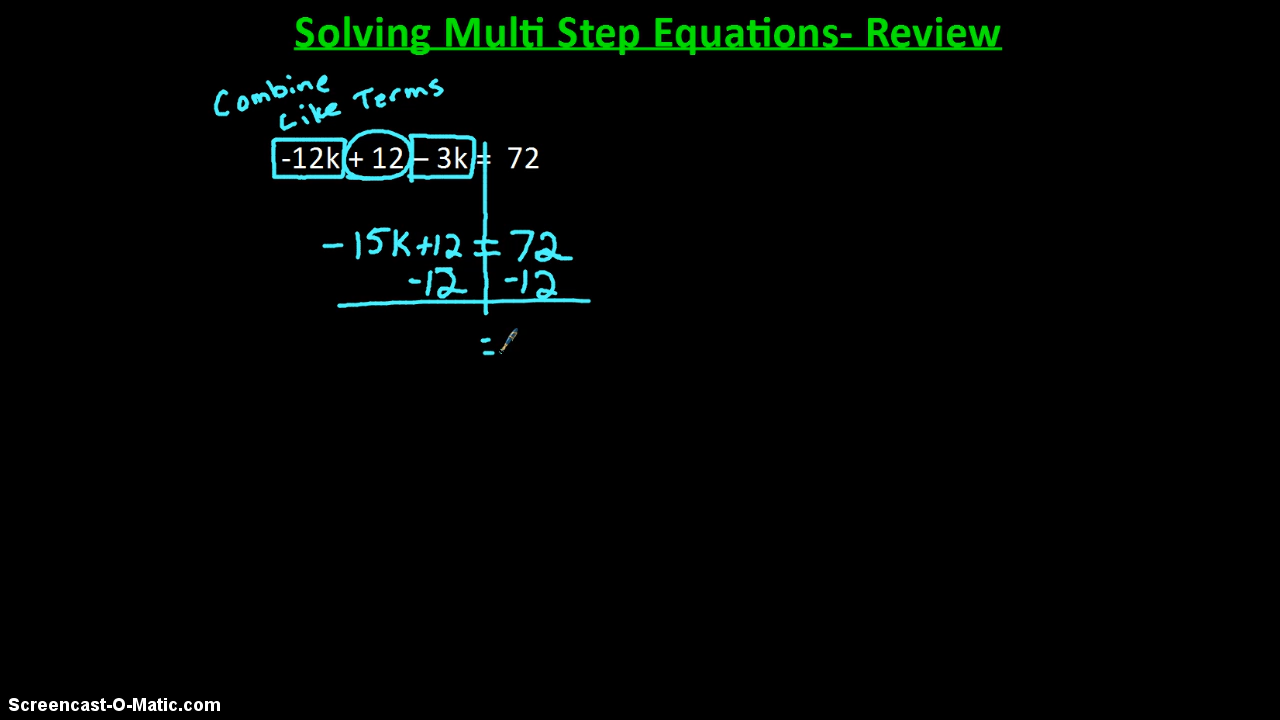 Solving Multi Step Equations- Review
Combine
Like Terms
-12k + 12 – 3k = 72
-15K+12 = 72
-12 -12
=
Screencast-O-Matic.com